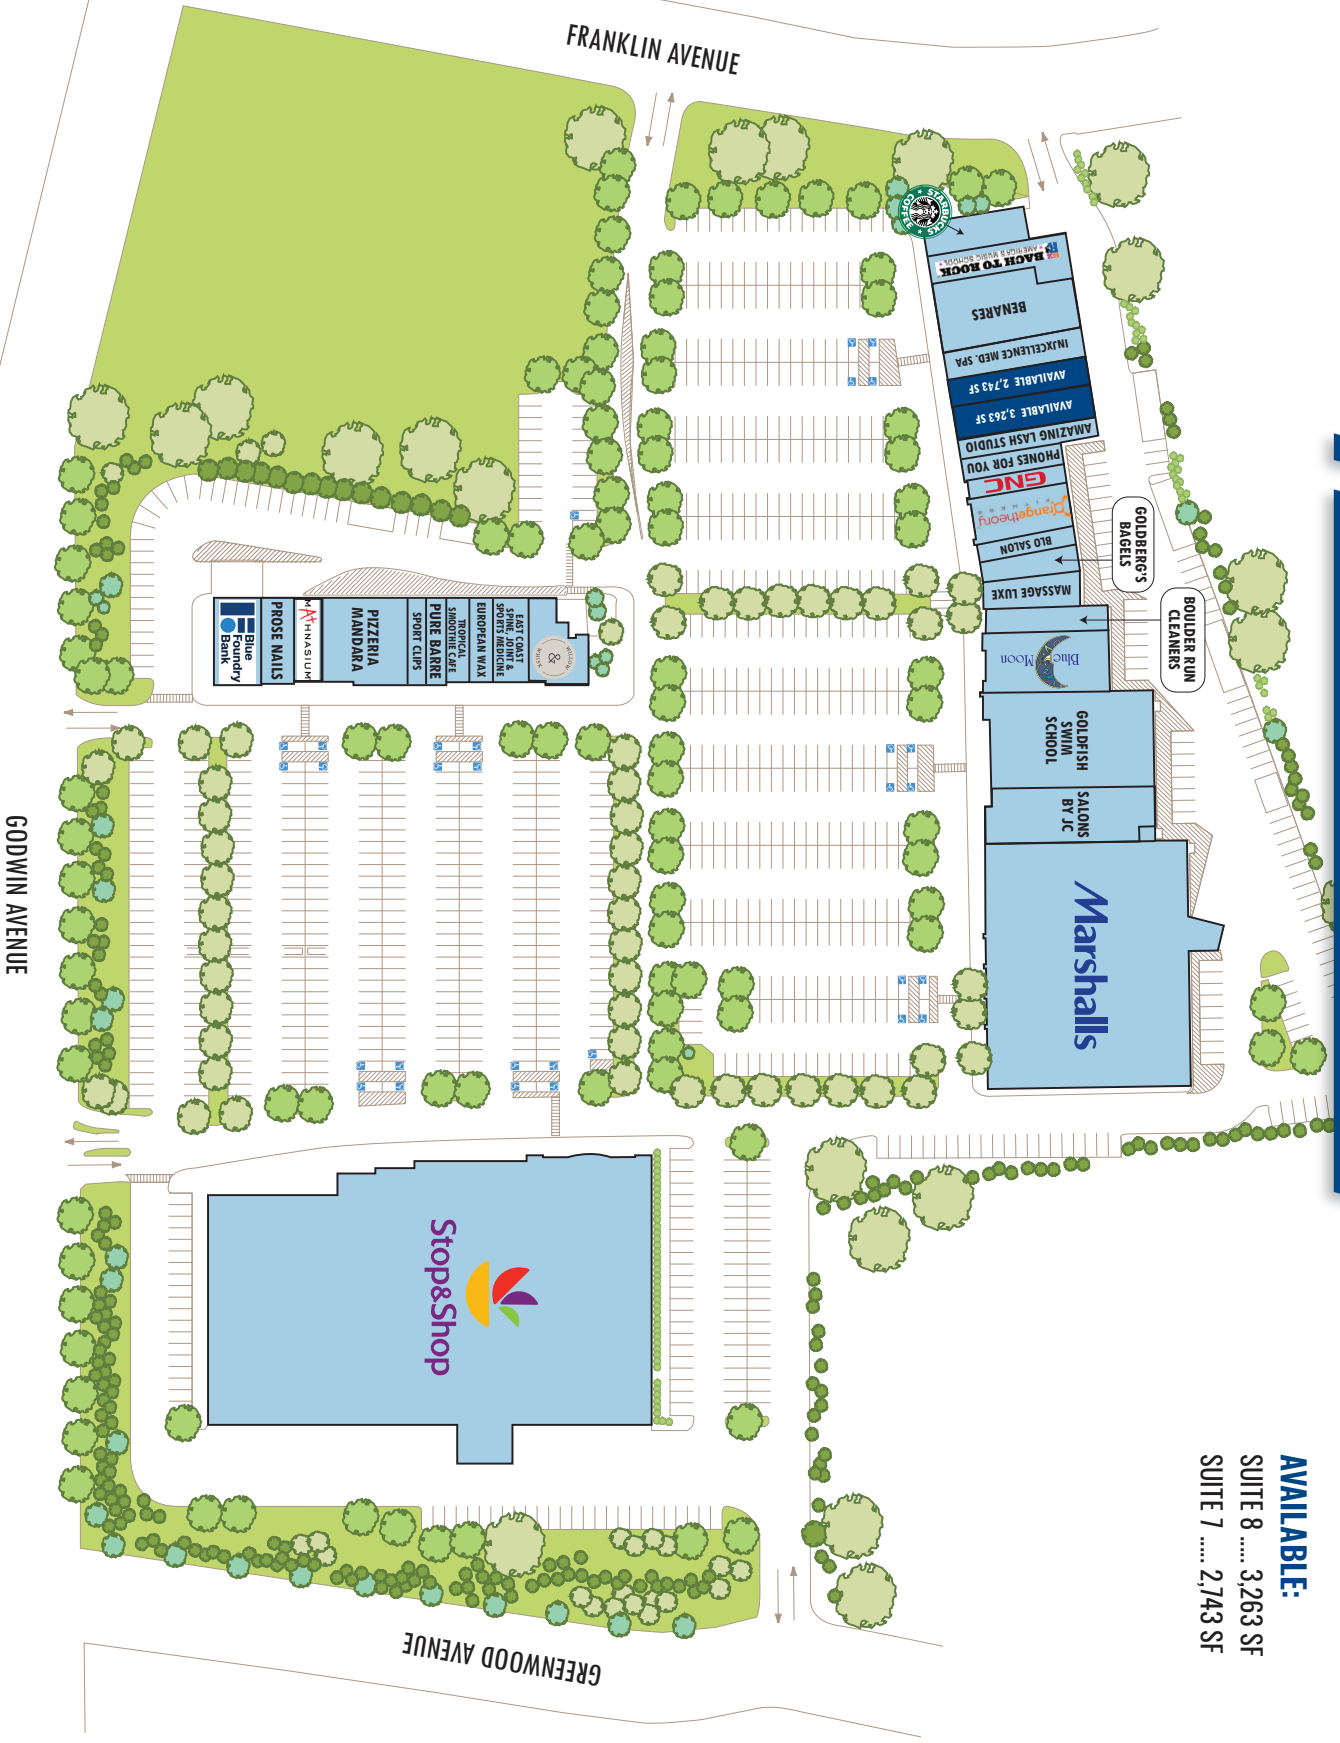 FRANKLIN AVENUE
STARBUCKS
COFFEE
BACH TO ROCK
AMERICA'S MUSIC SCHOOL
BENARES
INJXCELLENCE MED. SPA
AVAILABLE 2,743 SF
AVAILABLE 3,263 SF
AMAZING LASH STUDIO
PHONES FOR YOU
GNC
Orangetheory
FITNESS
BLO SALON
GOLDBERG'S
BAGELS
MASSAGE LUXE
BOULDER RUN
CLEANERS
Blue Moon
GOLDFISH
SWIM
SCHOOL
SALONS
BY JC
Marshalls
Blue
Foundry
Bank
PROSE NAILS
MATHNASIUM
PIZZERIA
MANDARA
SPORT CLIPS
PURE BARRE
TROPICAL
SMOOTHIE CAFE
EUROPEAN WAX
EAST COAST
SPINE, JOINT &
SPORTS MEDICINE
&
Stop&Shop
GODWIN AVENUE
GREENWOOD AVENUE
AVAILABLE:
SUITE 8 ..... 3,263 SF
SUITE 7 ..... 2,743 SF